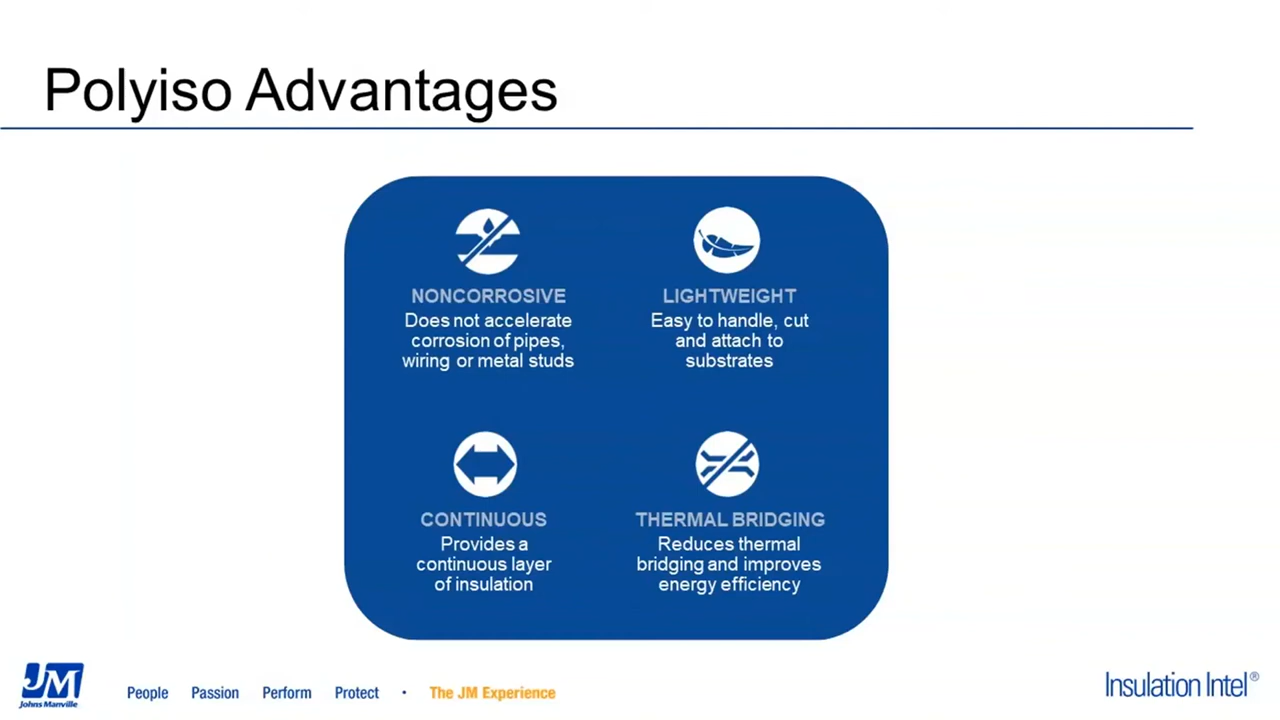 Polyiso Advantages
NONCORROSIVE
Does not accelerate
corrosion of pipes,
wiring or metal studs
LIGHTWEIGHT
Easy to handle, cut
and attach to
substrates
CONTINUOUS
Provides a
continuous layer
of insulation
THERMAL BRIDGING
Reduces thermal
bridging and improves
energy efficiency
JM
Johns Manville
People Passion Perform Protect • The JM Experience
Insulation Intel®